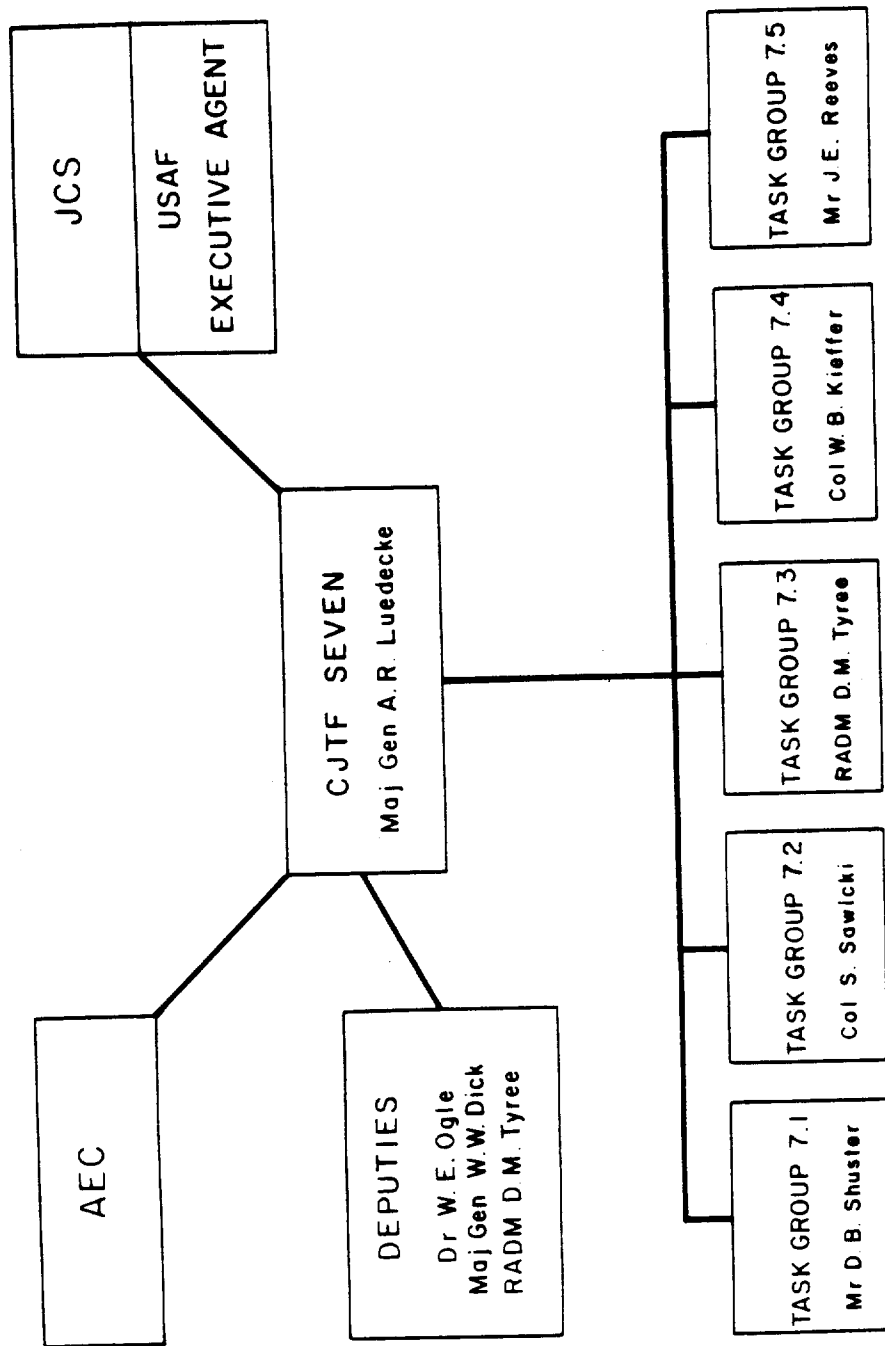 AEC
JCS
USAF
EXECUTIVE AGENT
CJTF SEVEN
Maj Gen A.R. Luedecke
DEPUTIES
Dr W.E. Ogle
Maj Gen W.W. Dick
RADM D.M. Tyree
TASK GROUP 7.1
Mr D.B. Shuster
TASK GROUP 7.2
Col S. Sawicki
TASK GROUP 7.3
RADM D.M. Tyree
TASK GROUP 7.4
Col W.B. Kieffer
TASK GROUP 7.5
Mr J.E. Reeves